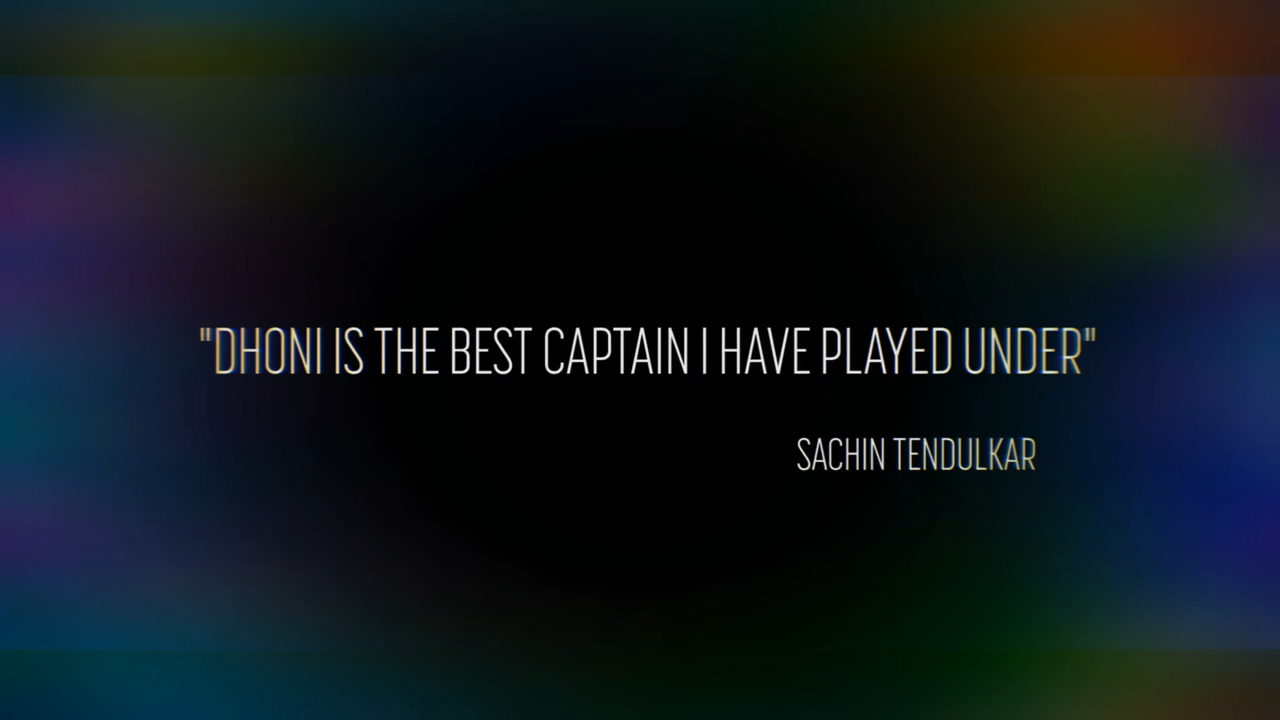 "DHONI IS THE BEST CAPTAIN I HAVE PLAYED UNDER"
SACHIN TENDULKAR